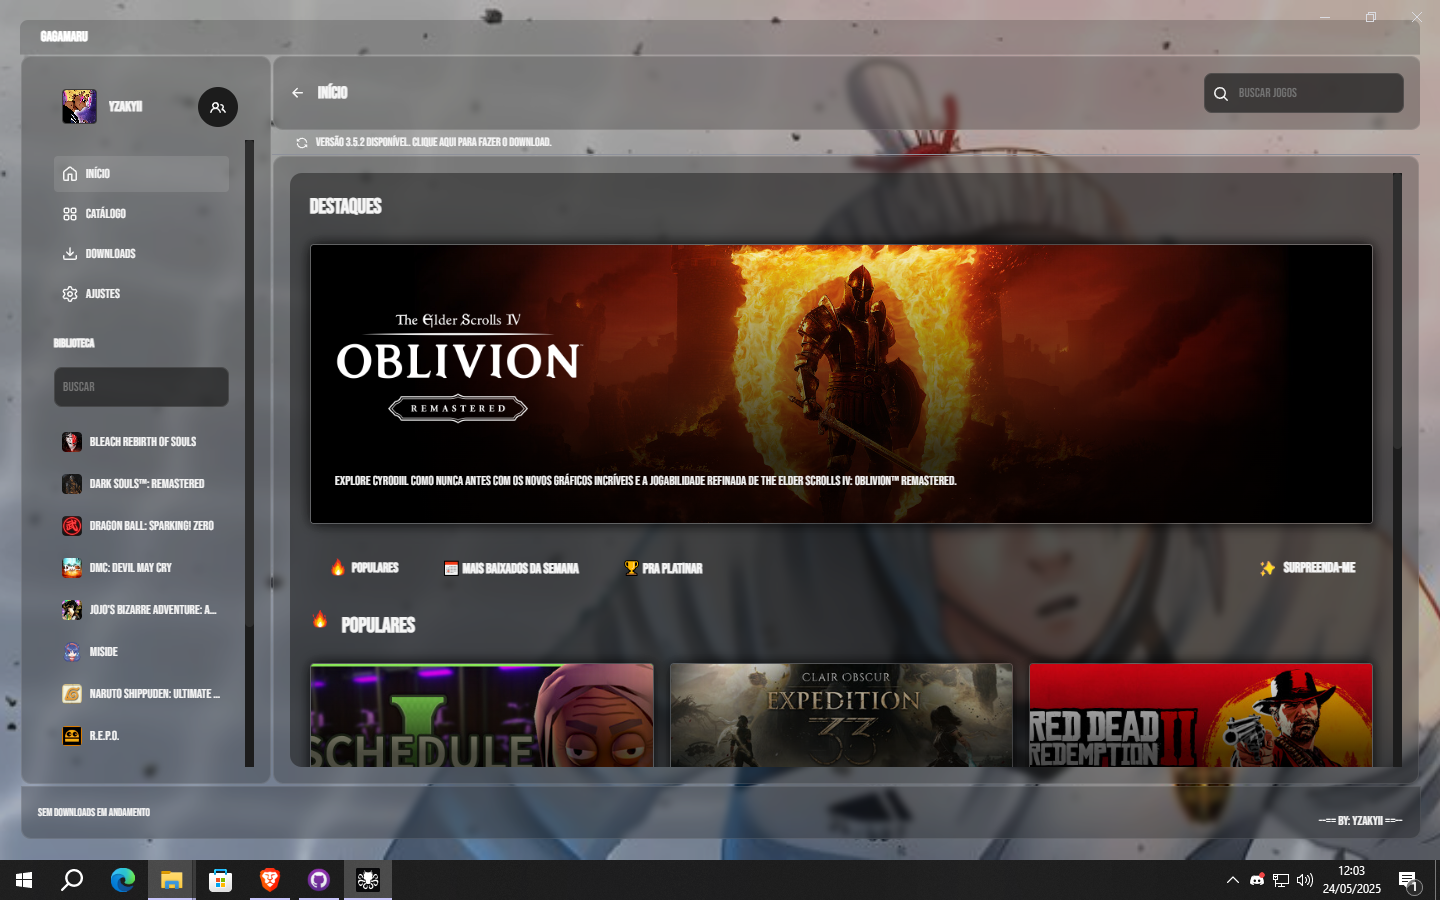 GAGAMARU
YZAKYII
INÍCIO
BUSCAR JOGOS
VERSÃO 3.5.2 DISPONÍVEL. CLIQUE AQUI PARA FAZER O DOWNLOAD.
INÍCIO
CATÁLOGO
DOWNLOADS
AJUSTES
BIBLIOTECA
BUSCAR
BLEACH REBIRTH OF SOULS
DARK SOULS™: REMASTERED
DRAGON BALL: SPARKING! ZERO
DMC: DEVIL MAY CRY
JOJO'S BIZARRE ADVENTURE: A...
MISIDE
NARUTO SHIPPUDEN: ULTIMATE ...
R.E.P.O.
DESTAQUES
The Elder Scrolls IV
OBLIVION
REMASTERED
EXPLORE CYRODIIL COMO NUNCA ANTES COM OS NOVOS GRÁFICOS INCRÍVEIS E A JOGABILIDADE REFINADA DE THE ELDER SCROLLS IV: OBLIVION™ REMASTERED.
POPULARES
MAIS BAIXADOS DA SEMANA
PRA PLATINAR
SURPREENDA-ME
POPULARES
SCHEDULE I
CLAIR OBSCUR
EXPEDITION
33
RED DEAD
REDEMPTION II
SEM DOWNLOADS EM ANDAMENTO
--== BY: YZAKYII ==--
12:03
24/05/2025
1